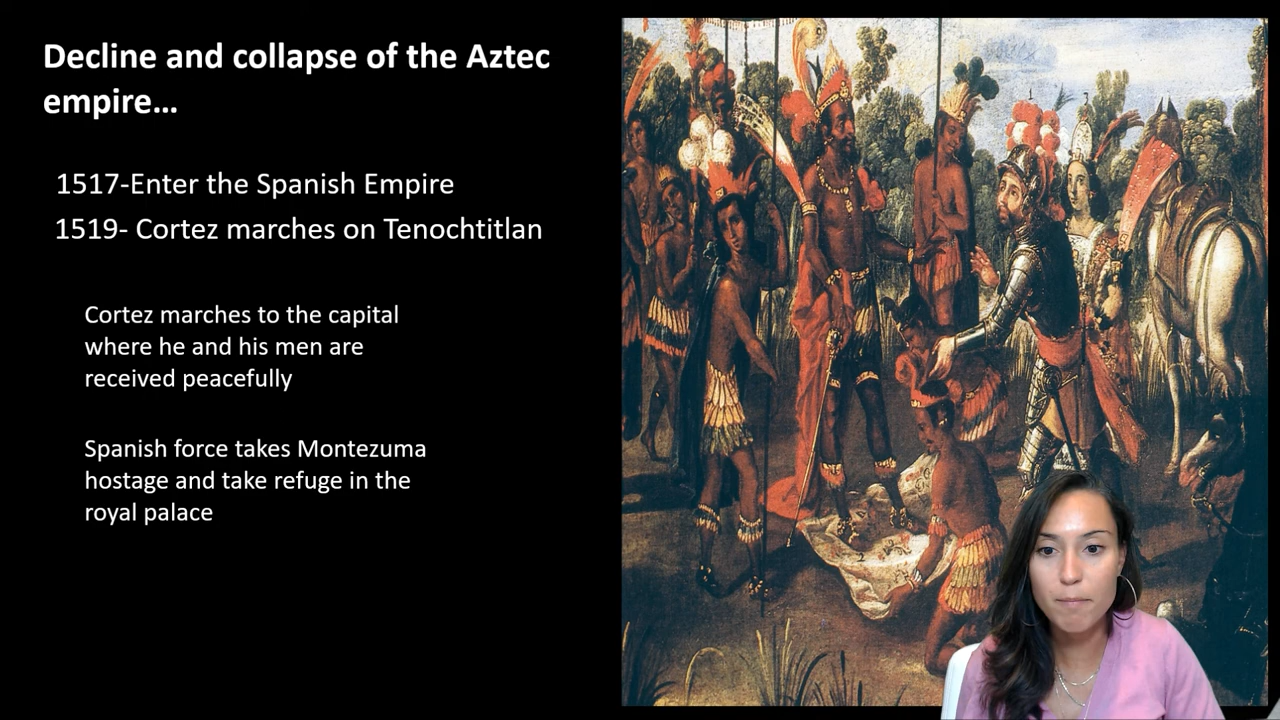 Decline and collapse of the Aztec
empire...
1517-Enter the Spanish Empire
1519- Cortez marches on Tenochtitlan
Cortez marches to the capital
where he and his men are
received peacefully
Spanish force takes Montezuma
hostage and take refuge in the
royal palace